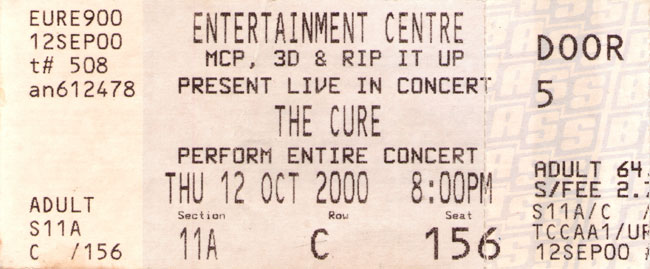 EURE900
12SEP00
t# 508
an612478
ADULT
S11A
C /156
ENTERTAINMENT CENTRE
MCP, 3D & RIP IT UP
PRESENT LIVE IN CONCERT
THE CURE
PERFORM ENTIRE CONCERT
THU 12 OCT 2000 8:00PM
Section Row Seat
11A C 156
DOOR
5
ADULT 64.
S/FEE 2.7
S11A/C /
TCCAA1/UR
12SEP00 #
BASS